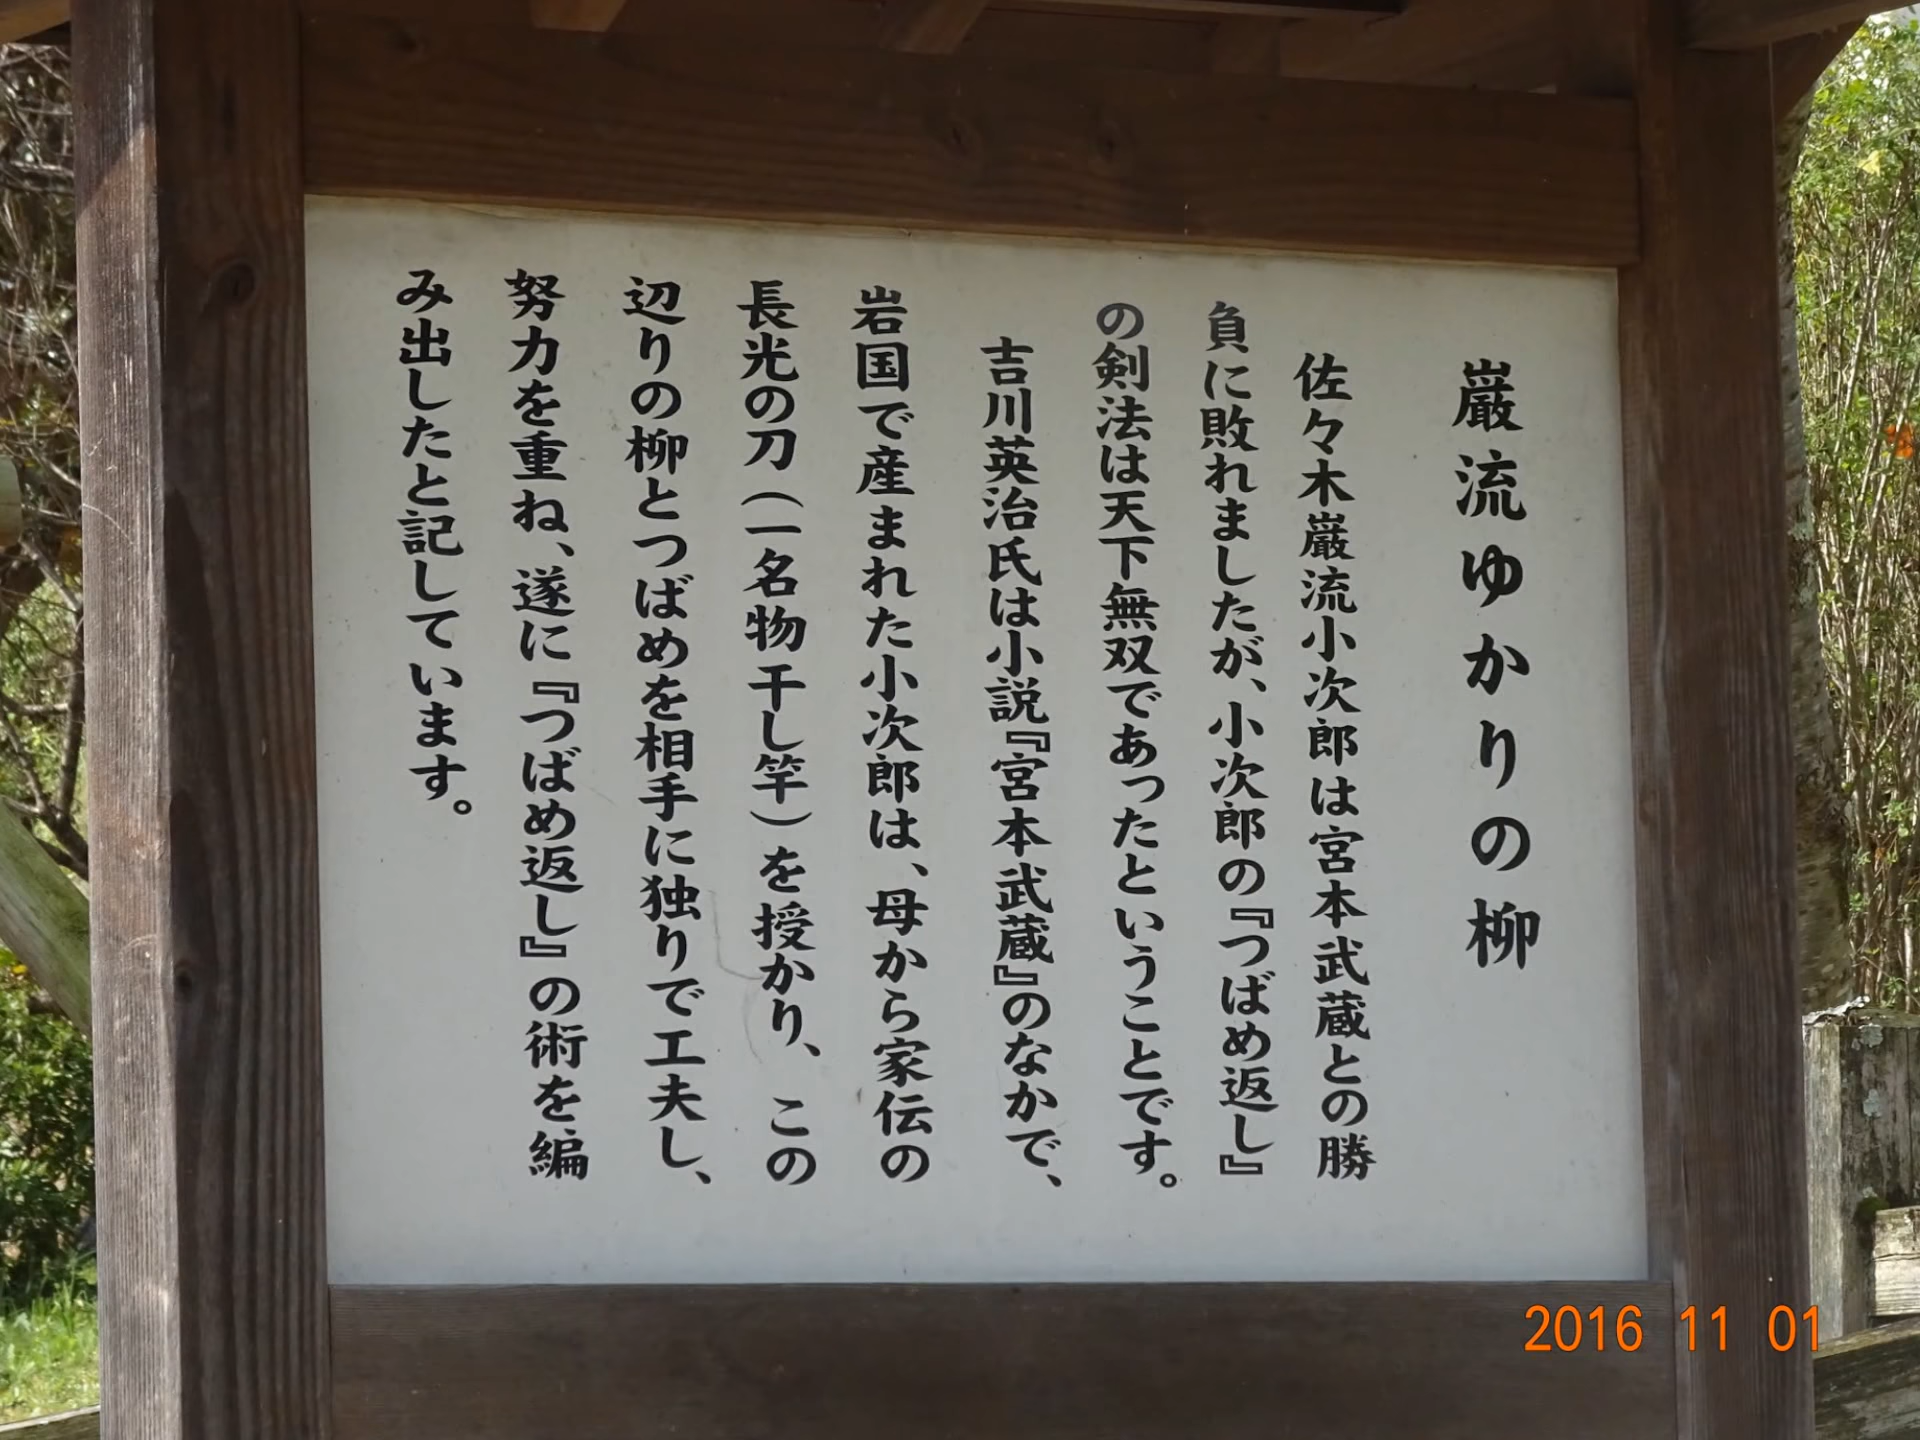 巌流ゆかりの柳
佐々木巌流小次郎は宮本武蔵との勝
負に敗れましたが、小次郎の『つばめ返し』
の剣法は天下無双であったということです。
吉川英治氏は小説『宮本武蔵』のなかで、
岩国で産まれた小次郎は、母から家伝の
長光の刀(一名物干し竿)を授かり、この
辺りの柳とつばめを相手に独りで工夫し、
努力を重ね、遂に『つばめ返し』の術を編
み出したと記しています。
2016 11 01